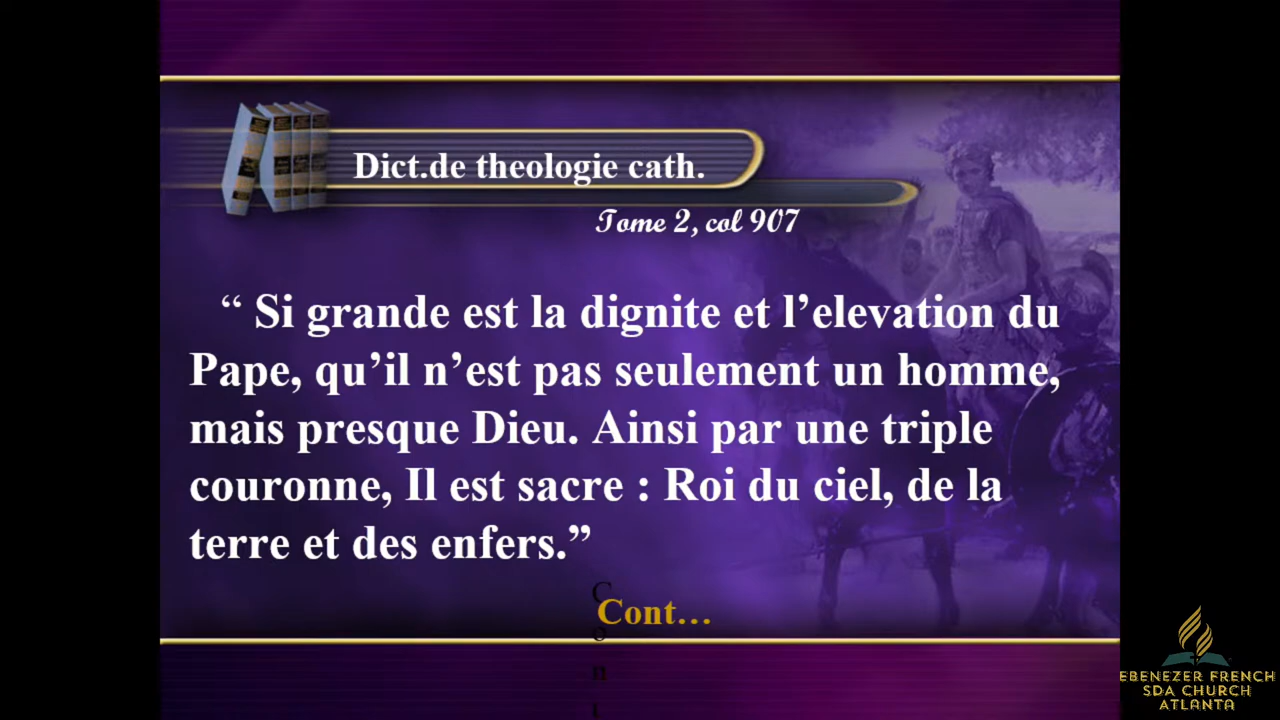 Dict.de theologie cath.
Tome 2, col 907
“ Si grande est la dignite et l’elevation du
Pape, qu’il n’est pas seulement un homme,
mais presque Dieu. Ainsi par une triple
couronne, Il est sacre : Roi du ciel, de la
terre et des enfers.”
Cont…
C
o
n
EBENEZER FRENCH
SDA CHURCH
ATLANTA